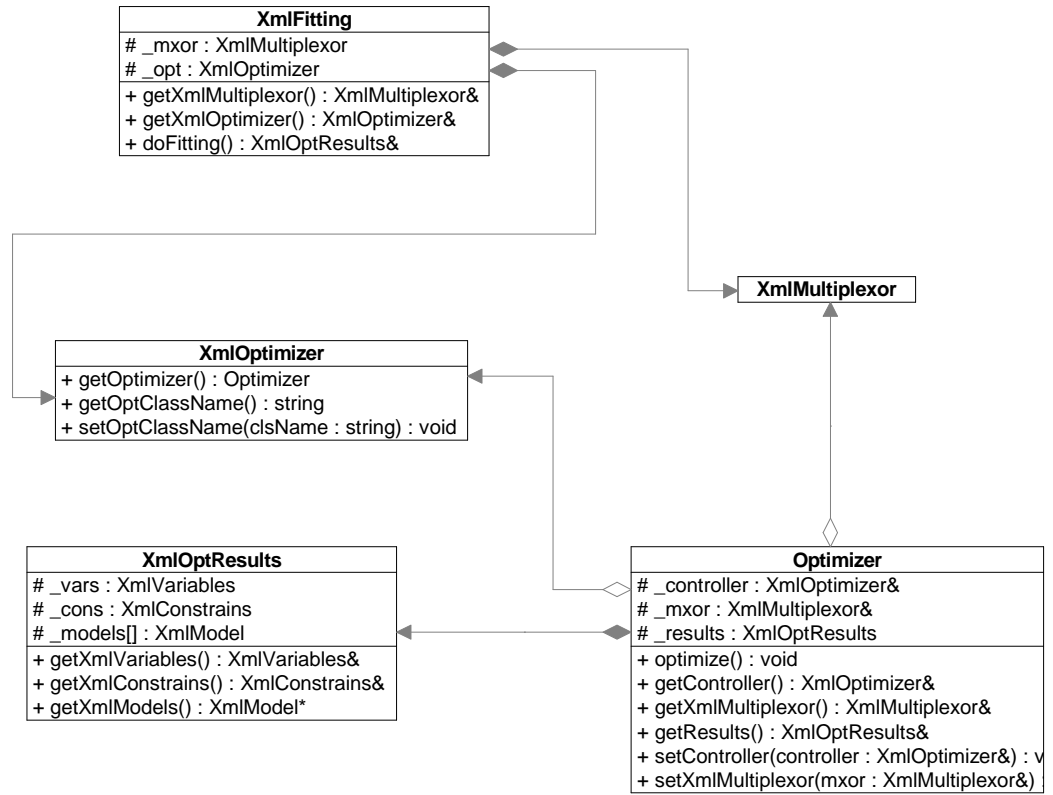 XmlFitting
# _mxor : XmlMultiplexor
# _opt : XmlOptimizer
+ getXmlMultiplexor() : XmlMultiplexor&
+ getXmlOptimizer() : XmlOptimizer&
+ doFitting() : XmlOptResults&
XmlMultiplexor
XmlOptimizer
+ getOptimizer() : Optimizer
+ getOptClassName() : string
+ setOptClassName(clsName : string) : void
XmlOptResults
# _vars : XmlVariables
# _cons : XmlConstrains
# _models[] : XmlModel
+ getXmlVariables() : XmlVariables&
+ getXmlConstrains() : XmlConstrains&
+ getXmlModels() : XmlModel*
Optimizer
# _controller : XmlOptimizer&
# _mxor : XmlMultiplexor&
# _results : XmlOptResults
+ optimize() : void
+ getController() : XmlOptimizer&
+ getXmlMultiplexor() : XmlMultiplexor&
+ getResults() : XmlOptResults&
+ setController(controller : XmlOptimizer&) : v
+ setXmlMultiplexor(mxor : XmlMultiplexor&) :